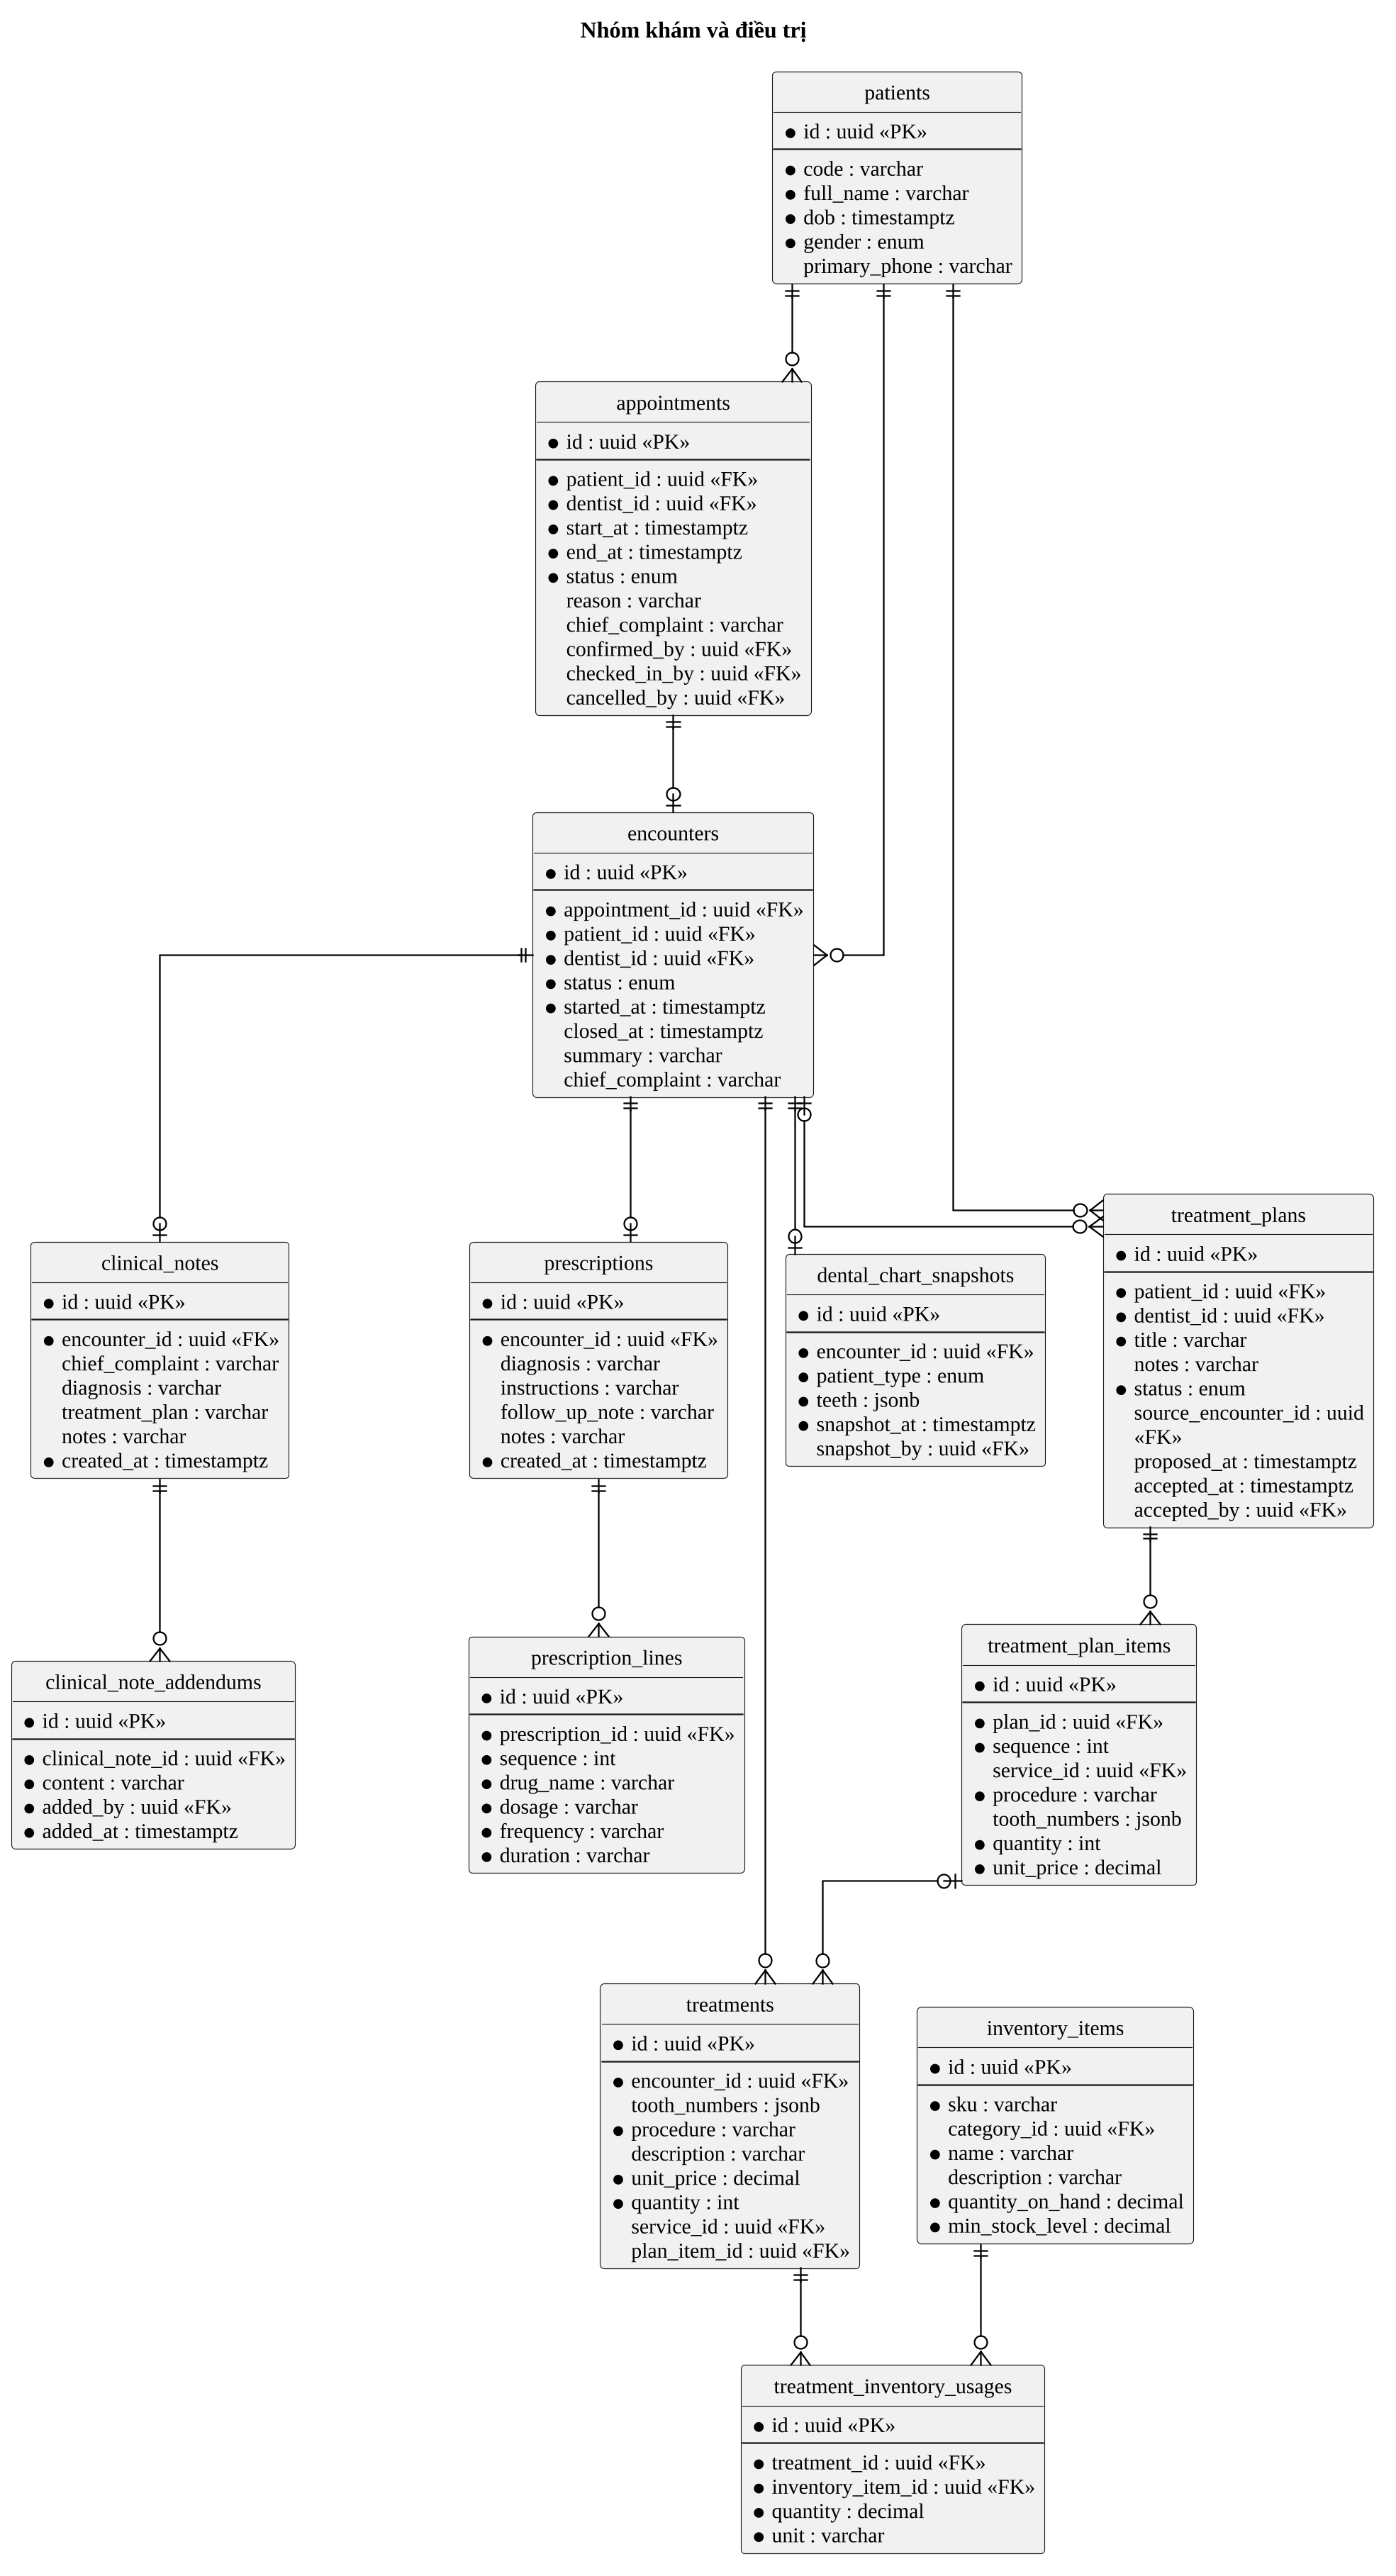 Nhóm khám và điều trị
patients
id : uuid «PK»
code : varchar
full_name : varchar
dob : timestamptz
gender : enum
primary_phone : varchar
appointments
id : uuid «PK»
patient_id : uuid «FK»
dentist_id : uuid «FK»
start_at : timestamptz
end_at : timestamptz
status : enum
reason : varchar
chief_complaint : varchar
confirmed_by : uuid «FK»
checked_in_by : uuid «FK»
cancelled_by : uuid «FK»
encounters
id : uuid «PK»
appointment_id : uuid «FK»
patient_id : uuid «FK»
dentist_id : uuid «FK»
status : enum
started_at : timestamptz
closed_at : timestamptz
summary : varchar
chief_complaint : varchar
clinical_notes
id : uuid «PK»
encounter_id : uuid «FK»
chief_complaint : varchar
diagnosis : varchar
treatment_plan : varchar
notes : varchar
created_at : timestamptz
prescriptions
id : uuid «PK»
encounter_id : uuid «FK»
diagnosis : varchar
instructions : varchar
follow_up_note : varchar
notes : varchar
created_at : timestamptz
dental_chart_snapshots
id : uuid «PK»
encounter_id : uuid «FK»
patient_type : enum
teeth : jsonb
snapshot_at : timestamptz
snapshot_by : uuid «FK»
treatment_plans
id : uuid «PK»
patient_id : uuid «FK»
dentist_id : uuid «FK»
title : varchar
notes : varchar
status : enum
source_encounter_id : uuid
«FK»
proposed_at : timestamptz
accepted_at : timestamptz
accepted_by : uuid «FK»
clinical_note_addendums
id : uuid «PK»
clinical_note_id : uuid «FK»
content : varchar
added_by : uuid «FK»
added_at : timestamptz
prescription_lines
id : uuid «PK»
prescription_id : uuid «FK»
sequence : int
drug_name : varchar
dosage : varchar
frequency : varchar
duration : varchar
treatment_plan_items
id : uuid «PK»
plan_id : uuid «FK»
sequence : int
service_id : uuid «FK»
procedure : varchar
tooth_numbers : jsonb
quantity : int
unit_price : decimal
treatments
id : uuid «PK»
encounter_id : uuid «FK»
tooth_numbers : jsonb
procedure : varchar
description : varchar
unit_price : decimal
quantity : int
service_id : uuid «FK»
plan_item_id : uuid «FK»
inventory_items
id : uuid «PK»
sku : varchar
category_id : uuid «FK»
name : varchar
description : varchar
quantity_on_hand : decimal
min_stock_level : decimal
treatment_inventory_usages
id : uuid «PK»
treatment_id : uuid «FK»
inventory_item_id : uuid «FK»
quantity : decimal
unit : varchar